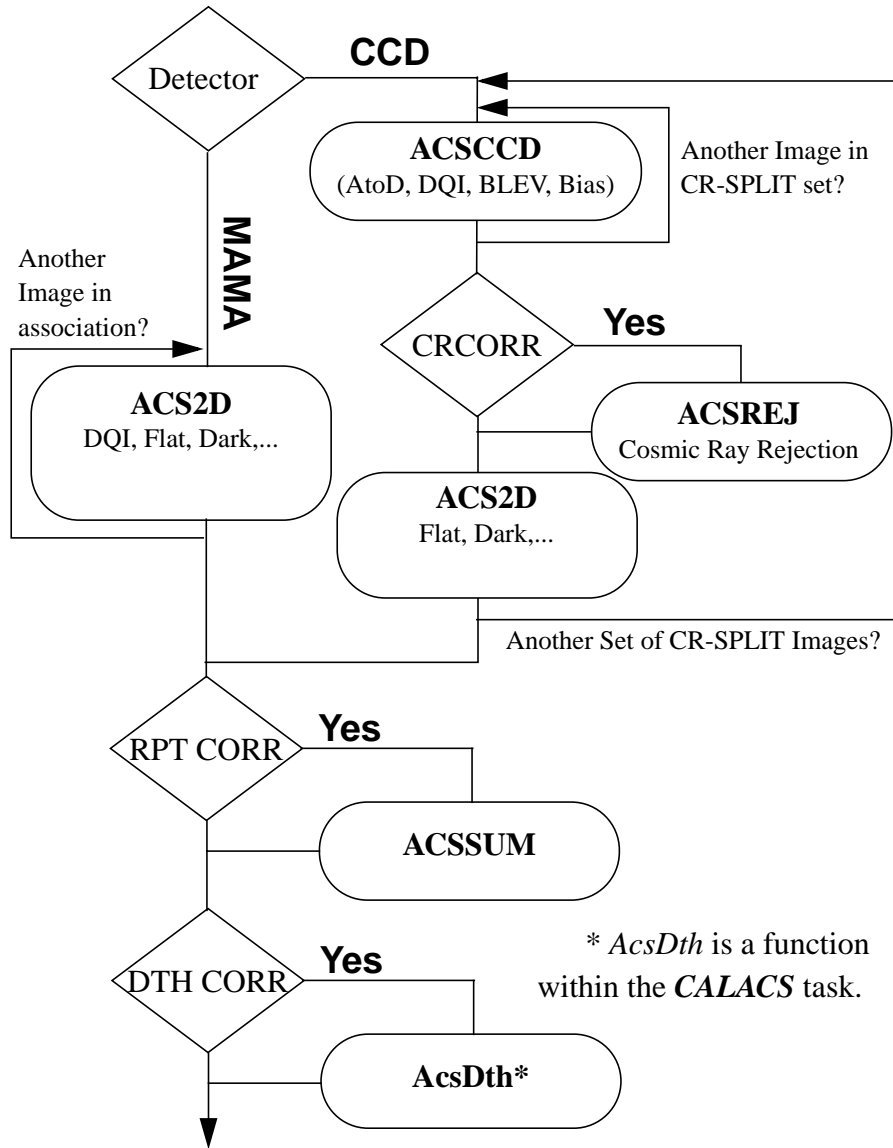 CCD
Detector
ACSCCD
(AtoD, DQI, BLEV, Bias)
Another Image in
CR-SPLIT set?
MAMA
Another
Image in
association?
Yes
CRCORR
ACS2D
DQI, Flat, Dark,...
ACSREJ
Cosmic Ray Rejection
ACS2D
Flat, Dark,...
Another Set of CR-SPLIT Images?
Yes
RPT CORR
ACSSUM
Yes
DTH CORR
* AcsDth is a function
within the CALACS task.
AcsDth*